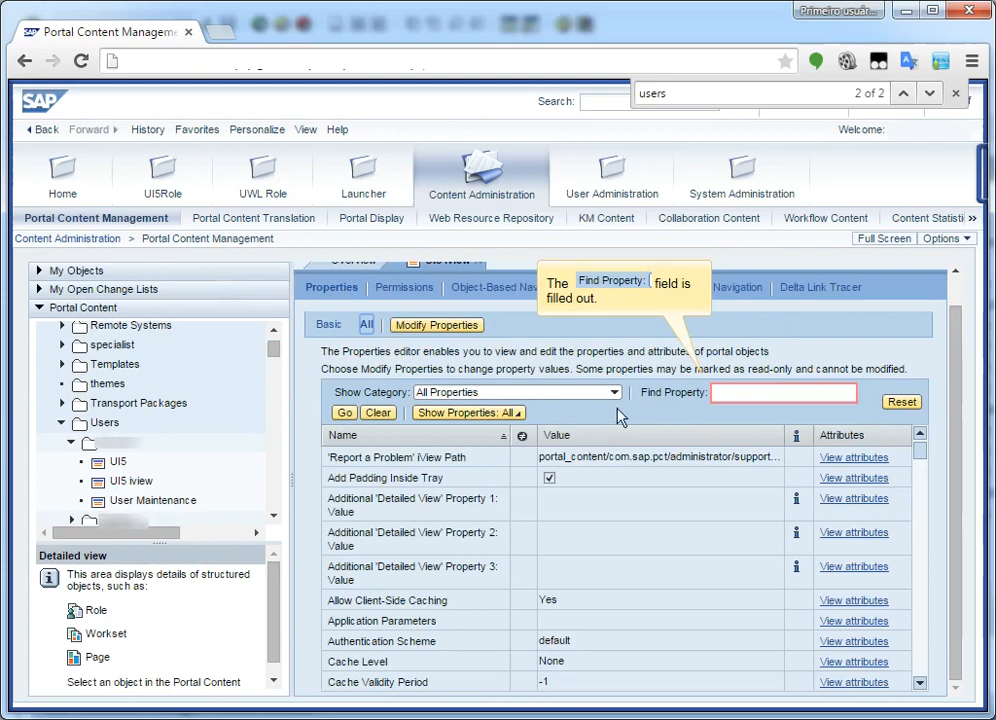 Primeiro usuár...
SAP Portal Content Manageme
users 2 of 2
SAP
Search:
Back Forward History Favorites Personalize View Help
Welcome:
Home UI5Role UWL Role Launcher Content Administration User Administration System Administration
Portal Content Management Portal Content Translation Portal Display Web Resource Repository KM Content Collaboration Content Workflow Content Content Statisti »
Content Administration > Portal Content Management
Full Screen Options
My Objects
My Open Change Lists
Portal Content
Remote Systems
specialist
Templates
themes
Transport Packages
Users
UI5
UI5 iview
User Maintenance
Detailed view
This area displays details of structured
objects, such as:
Role
Workset
Page
Select an object in the Portal Content
The Find Property: field is
filled out.
Properties Permissions Object-Based Nav Navigation Delta Link Tracer
Basic All Modify Properties
The Properties editor enables you to view and edit the properties and attributes of portal objects
Choose Modify Properties to change property values. Some properties may be marked as read-only and cannot be modified.
Show Category: All Properties Find Property:
Reset
Go Clear Show Properties: All
Name Value Attributes
'Report a Problem' iView Path portal_content/com.sap.pct/administrator/support... View attributes
Add Padding Inside Tray View attributes
Additional 'Detailed View' Property 1: View attributes
Value
Additional 'Detailed View' Property 2: View attributes
Value
Additional 'Detailed View' Property 3: View attributes
Value
Allow Client-Side Caching Yes View attributes
Application Parameters View attributes
Authentication Scheme default View attributes
Cache Level None View attributes
Cache Validity Period -1 View attributes